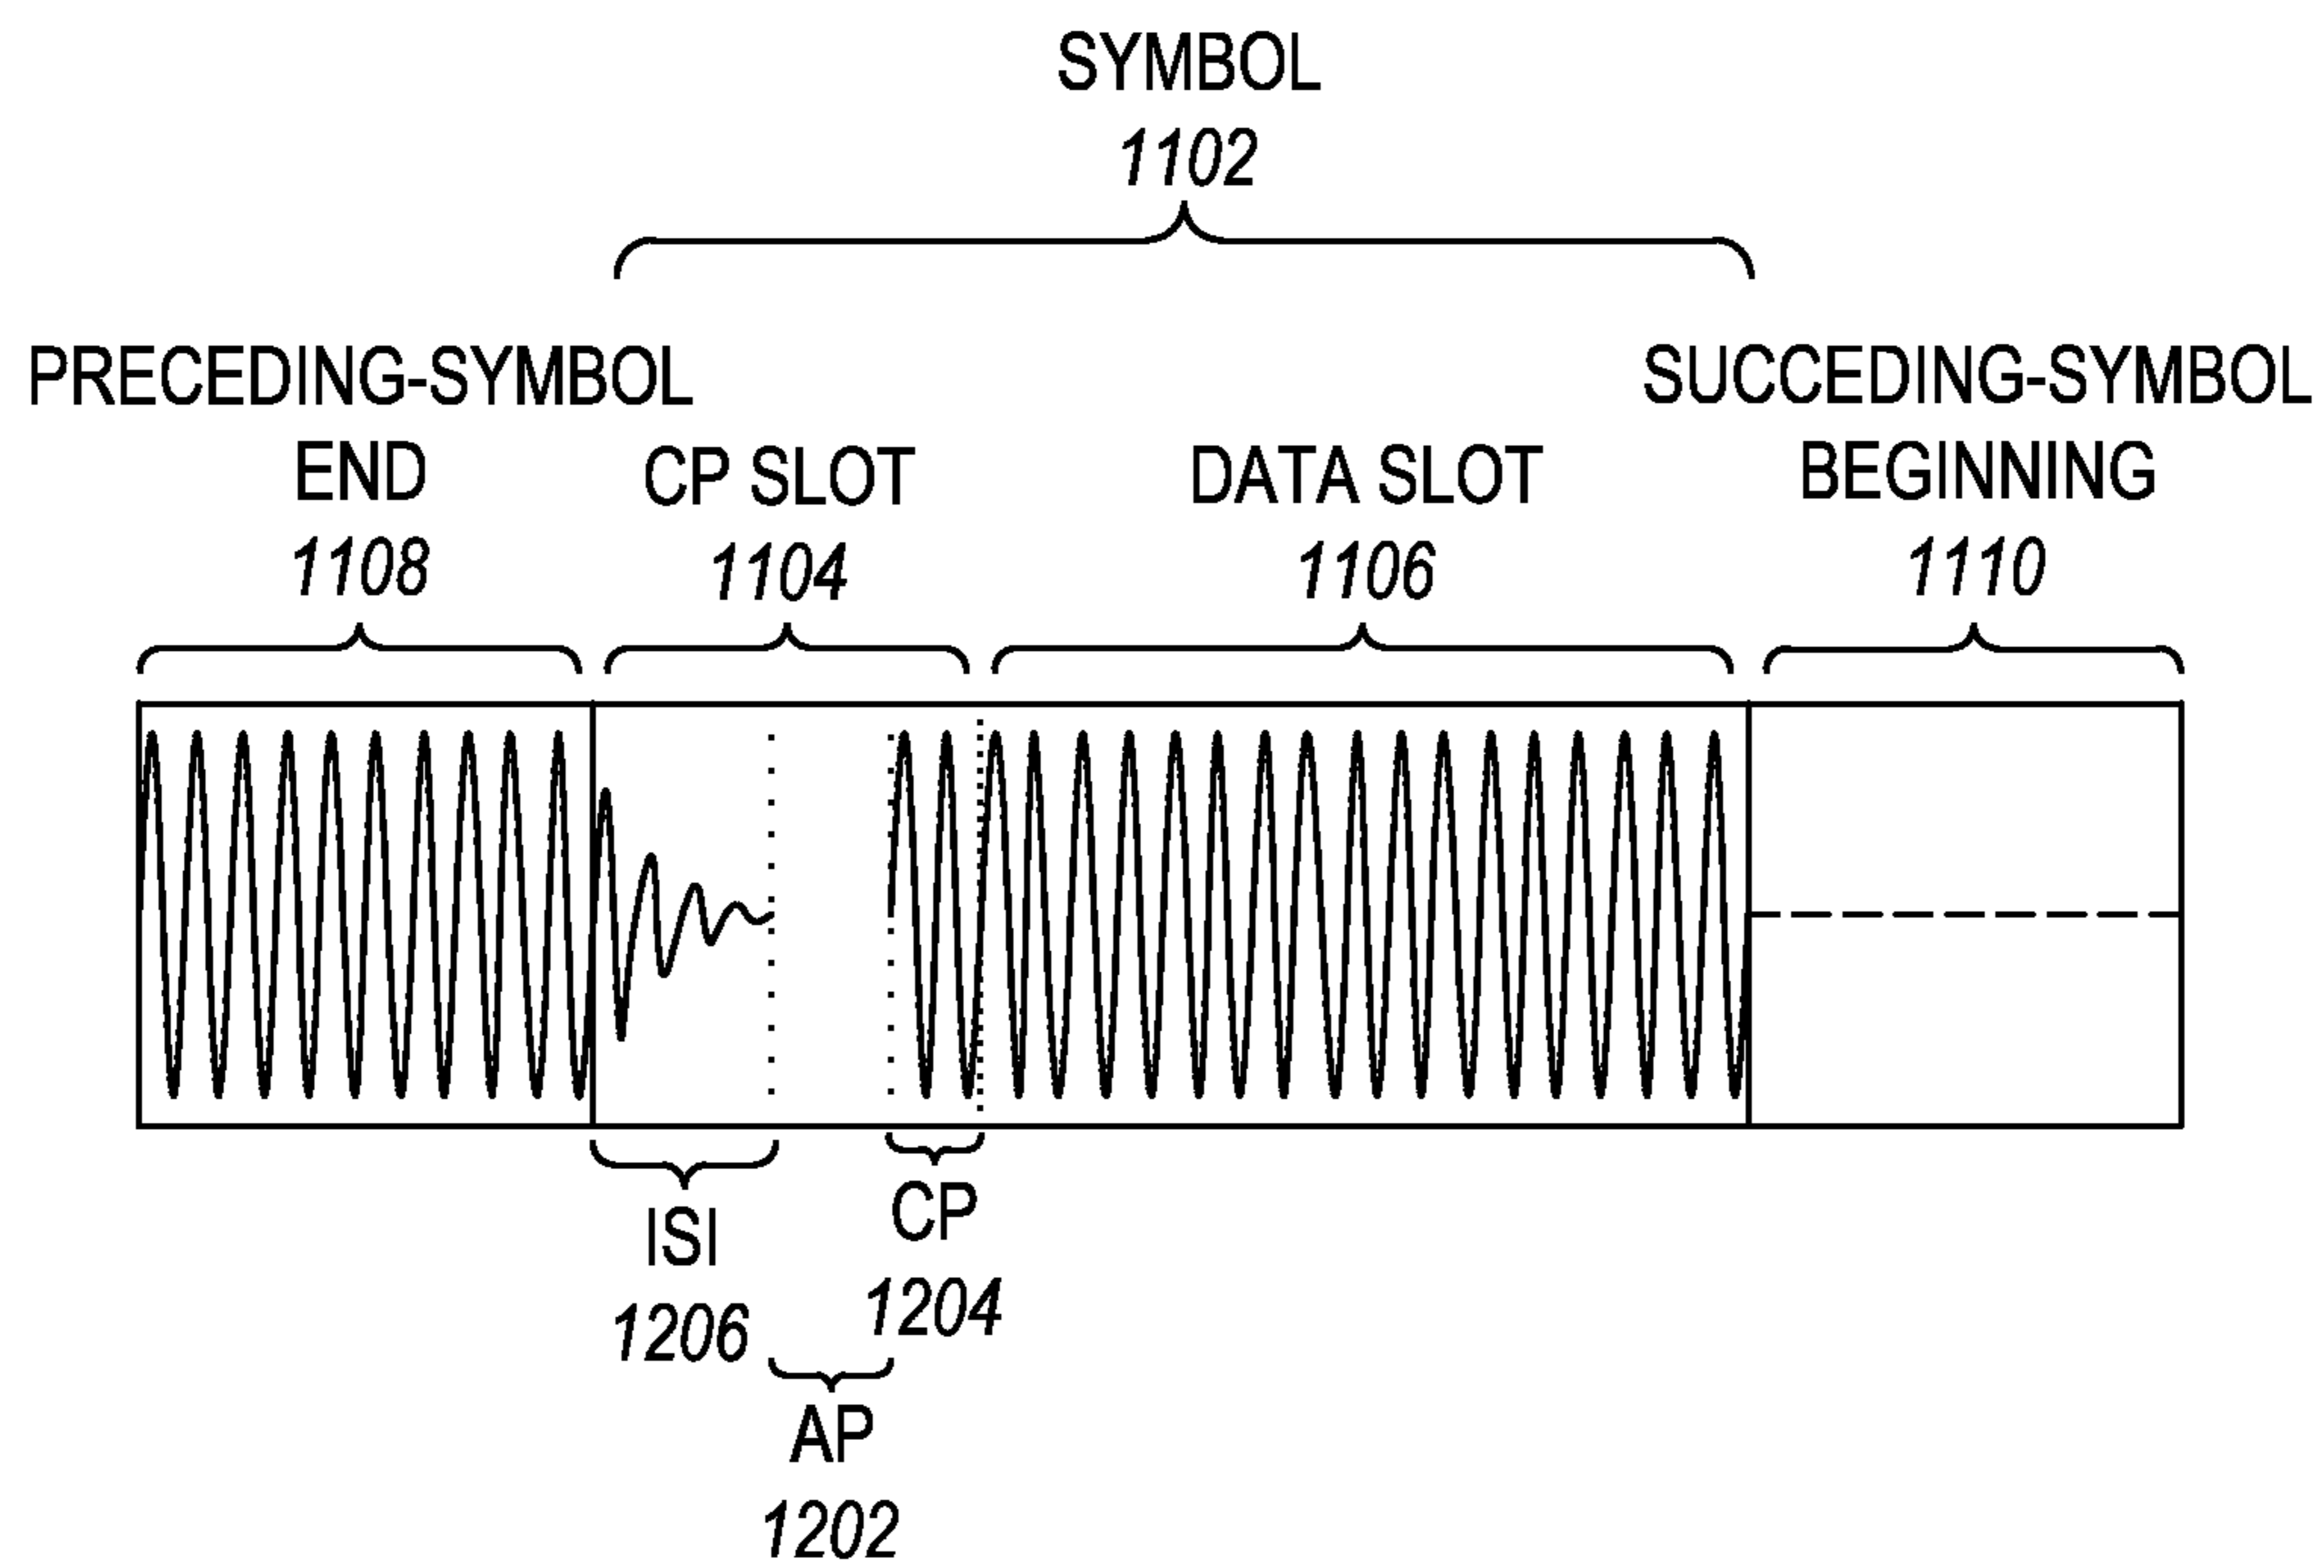 SYMBOL
1102
PRECEDING-SYMBOL
END
1108
CP SLOT
1104
DATA SLOT
1106
SUCCEDING-SYMBOL
BEGINNING
1110
ISI
1206
CP
1204
AP
1202